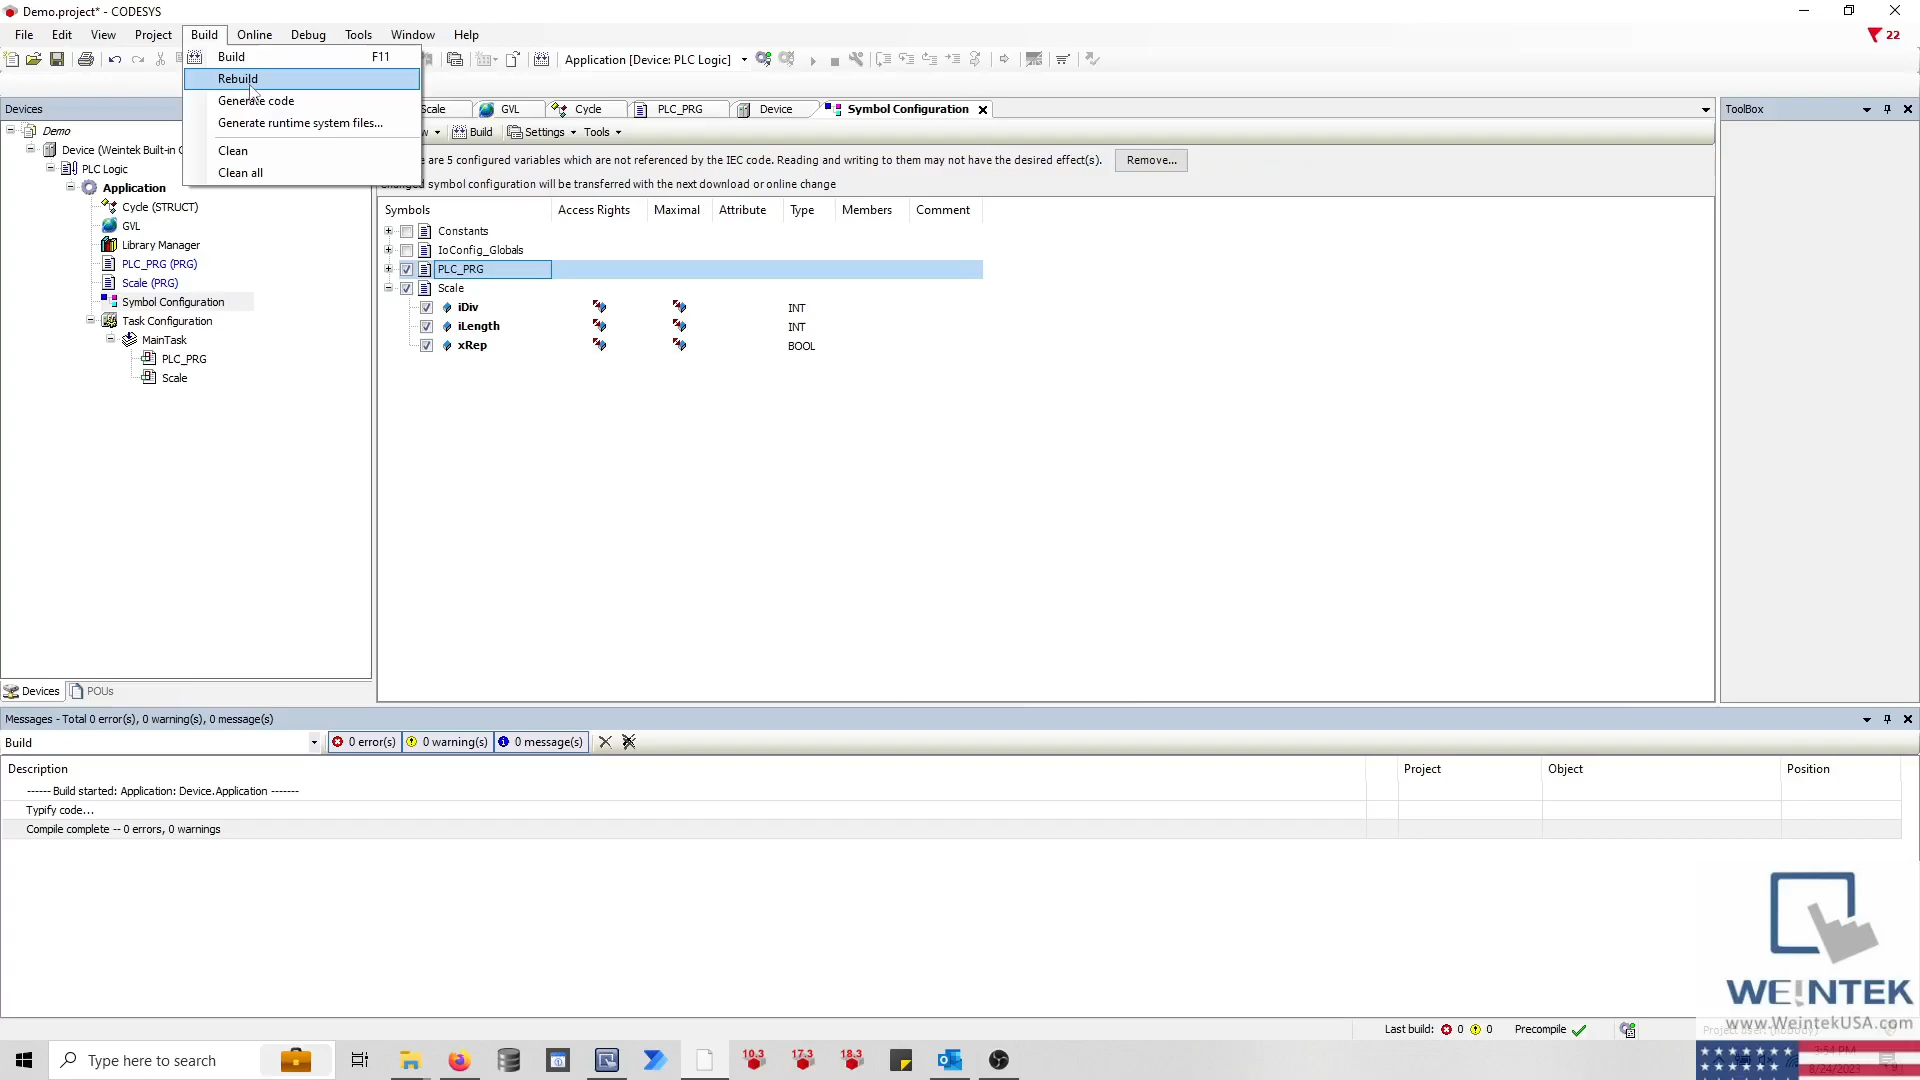 Demo.project* - CODESYS
File Edit View Project Build Online Debug Tools Window Help
22
Build F11
Rebuild
Generate code
Generate runtime system files...
Clean
Clean all
Application [Device: PLC Logic]
Devices
Demo
Device (Weintek Built-in C
PLC Logic
Application
Cycle (STRUCT)
GVL
Library Manager
PLC_PRG (PRG)
Scale (PRG)
Symbol Configuration
Task Configuration
MainTask
PLC_PRG
Scale
Devices POUs
Scale GVL Cycle PLC_PRG Device Symbol Configuration
Build Settings Tools
are 5 configured variables which are not referenced by the IEC code. Reading and writing to them may not have the desired effect(s). Remove...
symbol configuration will be transferred with the next download or online change
Symbols Access Rights Maximal Attribute Type Members Comment
Constants
IoConfig_Globals
PLC_PRG
Scale
iDiv INT
iLength INT
xRep BOOL
ToolBox
Messages - Total 0 error(s), 0 warning(s), 0 message(s)
Build 0 error(s) 0 warning(s) 0 message(s)
Description Project Object Position
------ Build started: Application: Device.Application -------
Typify code...
Compile complete -- 0 errors, 0 warnings
WEINTEK
www.WeintekUSA.com
Last build: 0 0 Precompile
Type here to search
10.3 17.3 18.3
3:54 PM
8/24/2023